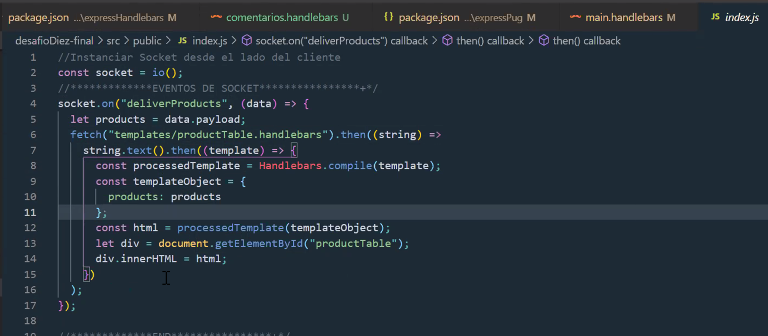 package.json ...\expressHandlebars M comentarios.handlebars U package.json ...\expressPug M main.handlebars M JS index.js
desafioDiez-final > src > public > JS index.js > socket.on("deliverProducts") callback > then() callback > then() callback
1 //Instanciar Socket desde el lado del cliente
2 const socket = io();
3 //*************EVENTOS DE SOCKET****************+*/
4 socket.on("deliverProducts", (data) => {
5 let products = data.payload;
6 fetch("templates/productTable.handlebars").then((string) =>
7 string.text().then((template) => {
8 const processedTemplate = Handlebars.compile(template);
9 const templateObject = {
10 products: products
11 };
12 const html = processedTemplate(templateObject);
13 let div = document.getElementById("productTable");
14 div.innerHTML = html;
15 })
16 );
17 });
18